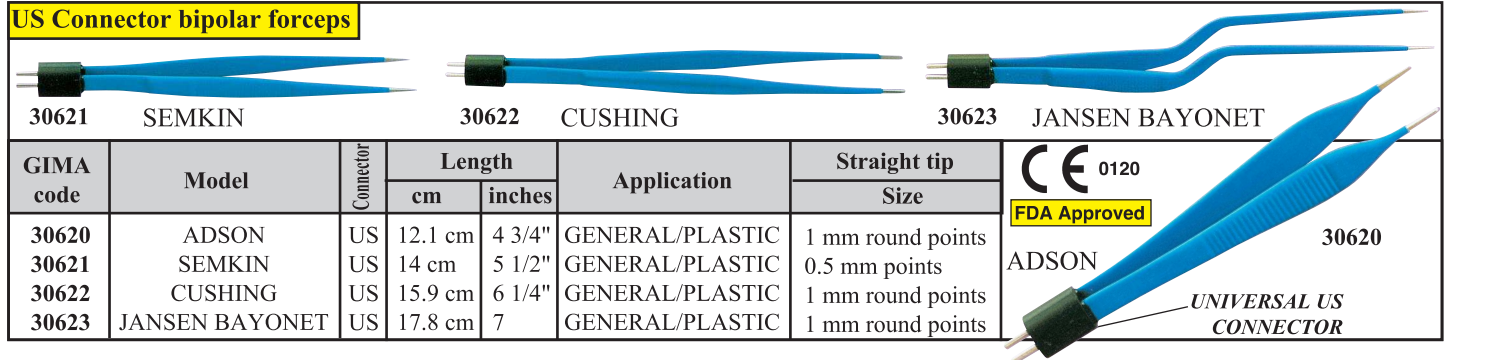 US Connector bipolar forceps
30621 SEMKIN
30622 CUSHING
30623 JANSEN BAYONET
GIMA code Model Connector Length Application Straight tip
cm inches Size
30620 ADSON US 12.1 cm 4 3/4" GENERAL/PLASTIC 1 mm round points
30621 SEMKIN US 14 cm 5 1/2" GENERAL/PLASTIC 0.5 mm points
30622 CUSHING US 15.9 cm 6 1/4" GENERAL/PLASTIC 1 mm round points
30623 JANSEN BAYONET US 17.8 cm 7 GENERAL/PLASTIC 1 mm round points
CE 0120
FDA Approved
30620
ADSON
UNIVERSAL US
CONNECTOR